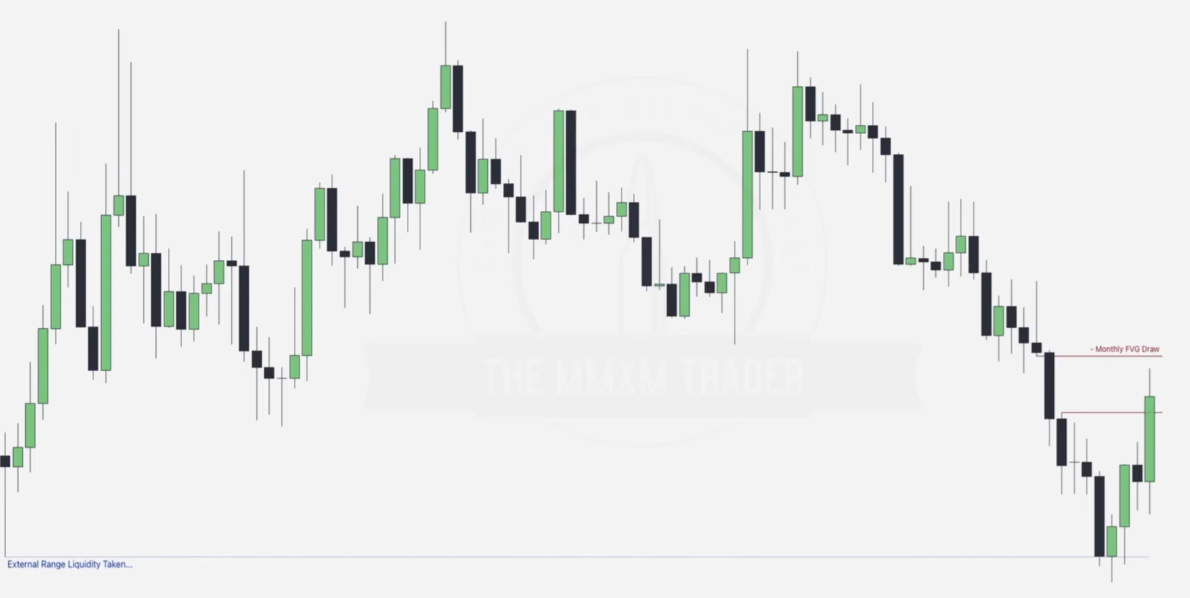 THE MMXM TRADER
- Monthly FVG Draw
External Range Liquidity Taken...